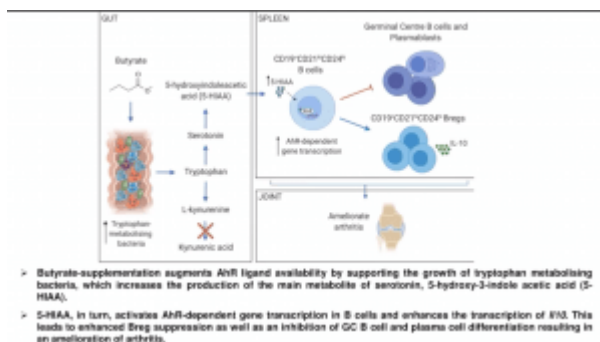 GUT
SPLEEN
Germinal Centre B cells and
Plasmablasts
Butyrate
5-hydroxyindoleacetic
acid (5-HIAA)
B cells
5-HIAA
Serotonin
Tryptophan
AhR-dependent
gene transcription
IL-10
L-kynurenine
Kynurenic acid
Tryptophan-
metabolising
bacteria
JOINT
Ameliorate
arthritis
➢ Butyrate-supplementation augments AhR ligand availability by supporting the growth of tryptophan metabolising
bacteria, which increases the production of the main metabolite of serotonin, 5-hydroxy-3-indole acetic acid (5-
HIAA).
➢ 5-HIAA, in turn, activates AhR-dependent gene transcription in B cells and enhances the transcription of Il10. This
leads to enhanced Breg suppression as well as an inhibition of GC B cell and plasma cell differentiation resulting in
an amelioration of arthritis.